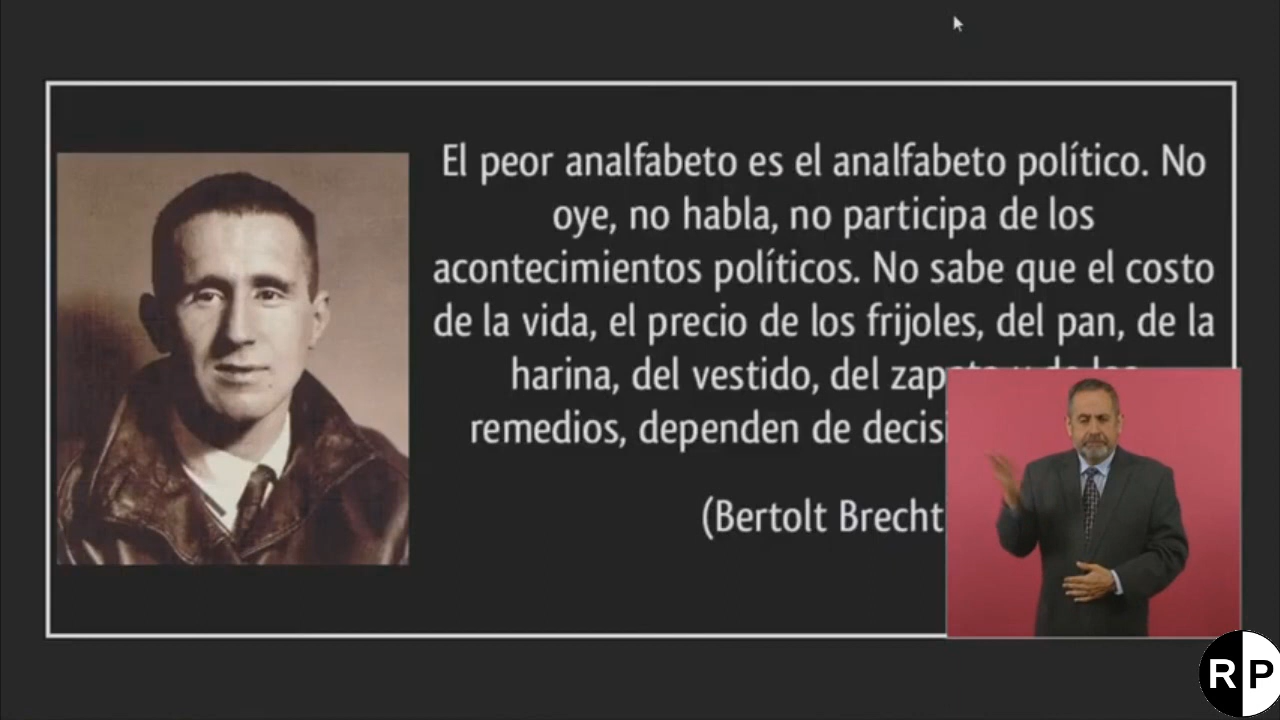 El peor analfabeto es el analfabeto político. No
oye, no habla, no participa de los
acontecimientos políticos. No sabe que el costo
de la vida, el precio de los frijoles, del pan, de la
harina, del vestido, del
remedios, dependen de
(Bertolt Brecht
RP